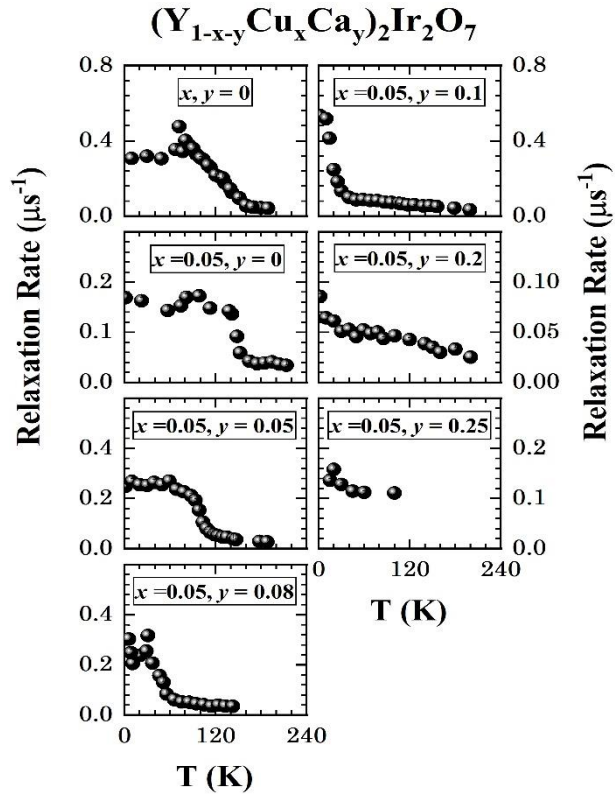 (Y1-x-yCuxCay)2Ir2O7
Relaxation Rate (μs-1)
0.8
0.4
0.0
x, y = 0
0.2
0.1
0.0
x =0.05, y = 0
0.4
0.2
0.0
x =0.05, y = 0.05
0.4
0.2
0.0
x =0.05, y = 0.08
0
120
240
T (K)
x =0.05, y = 0.1
0.8
0.4
0.0
x =0.05, y = 0.2
0.10
0.05
0.00
x =0.05, y = 0.25
0.2
0.1
0.0
0
120
240
T (K)
Relaxation Rate (μs-1)